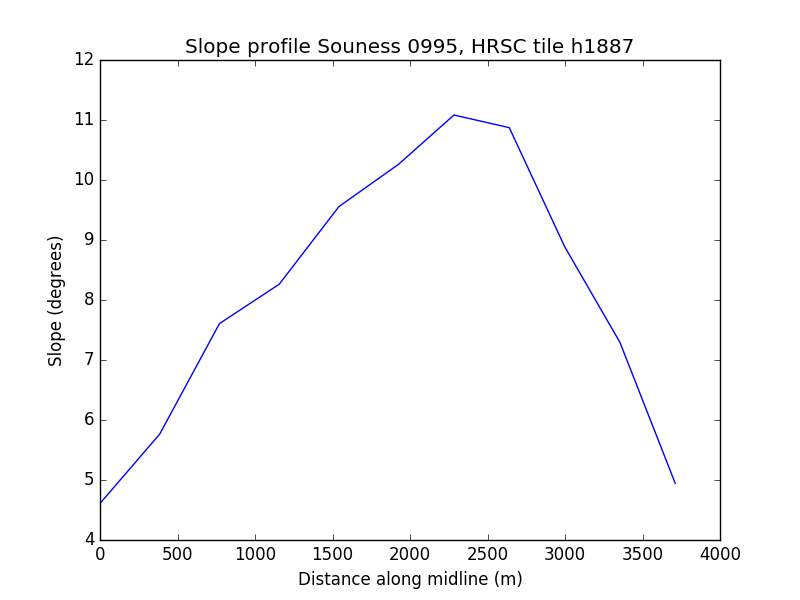 Slope profile Souness 0995, HRSC tile h1887
12
11
10
9
8
7
6
5
4
Slope (degrees)
0 500 1000 1500 2000 2500 3000 3500 4000
Distance along midline (m)